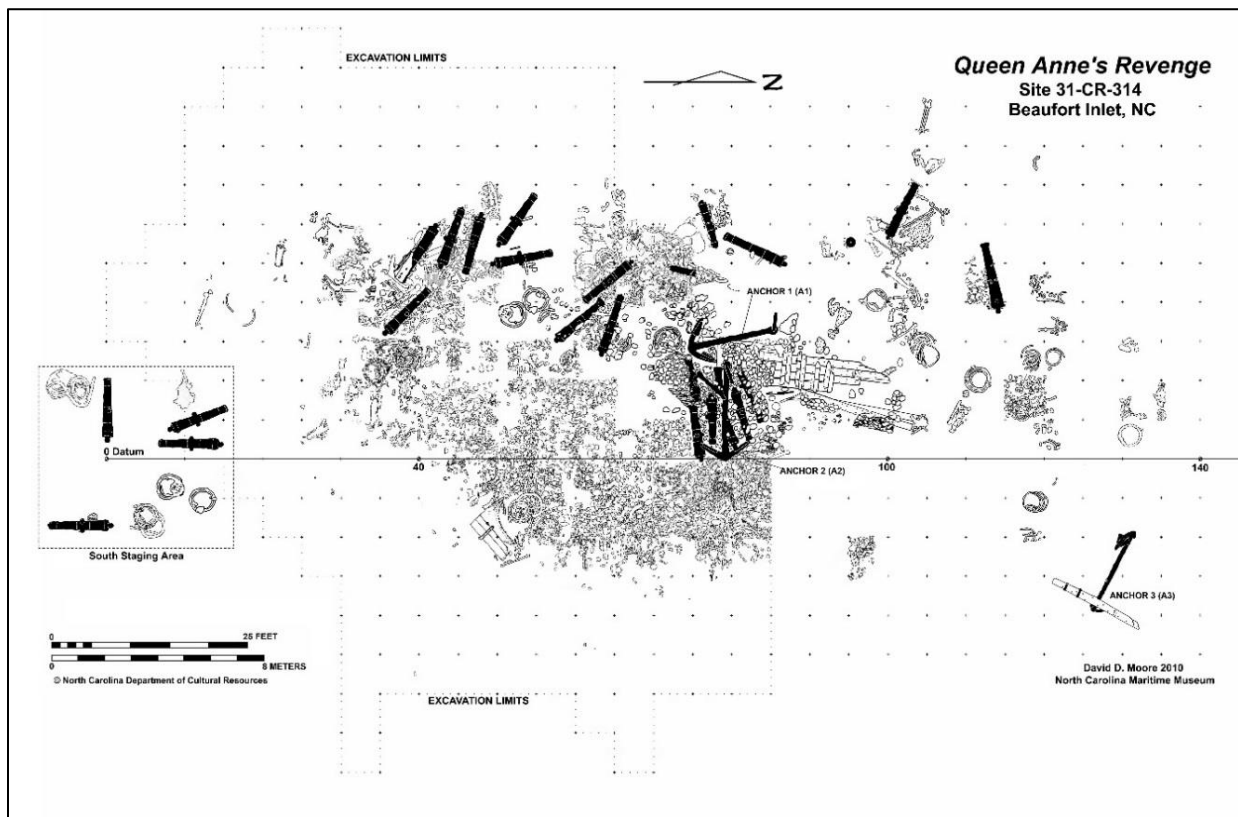 EXCAVATION LIMITS
Queen Anne's Revenge
Site 31-CR-314
Beaufort Inlet, NC
N
ANCHOR 1 (A1)
0 Datum
40
ANCHOR 2 (A2)
100
140
South Staging Area
ANCHOR 3 (A3)
0 25 FEET
0 8 METERS
© North Carolina Department of Cultural Resources
David D. Moore 2010
North Carolina Maritime Museum
EXCAVATION LIMITS